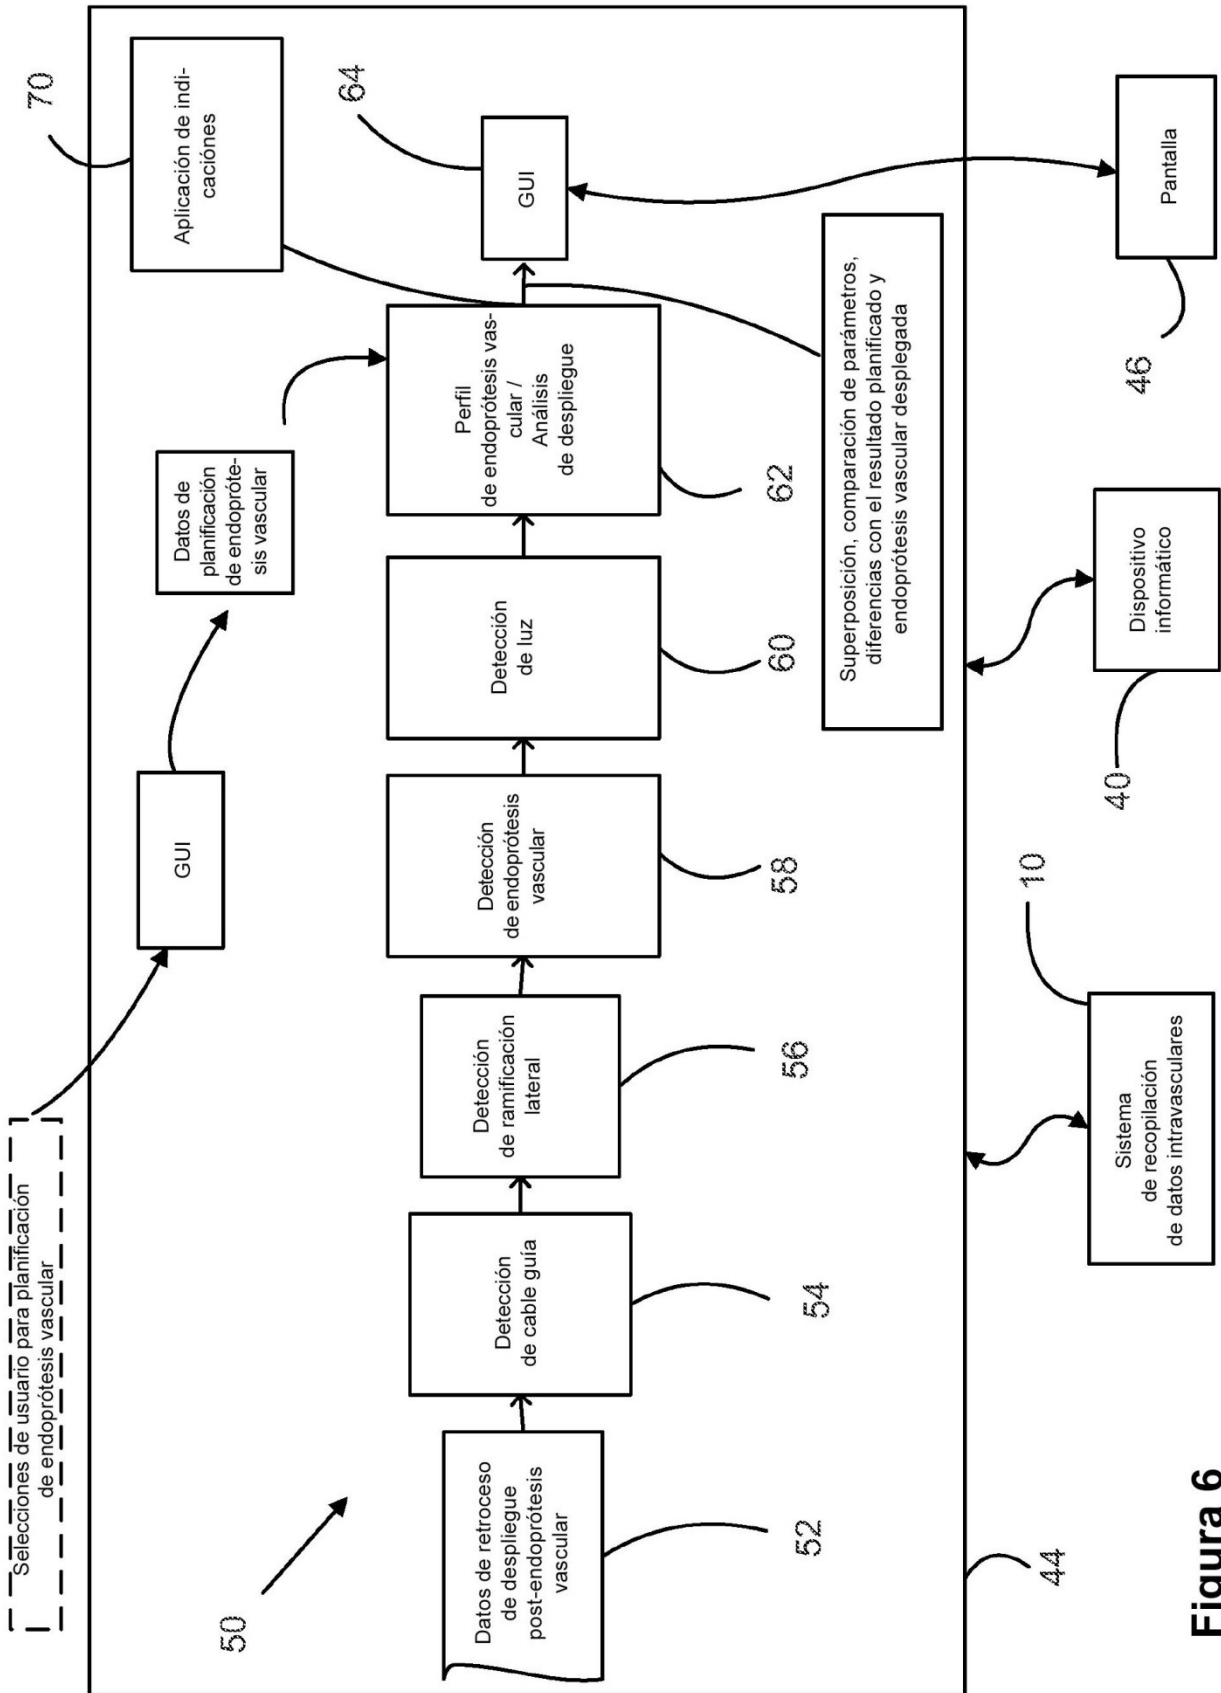 Selecciones de usuario para planificación
de endoprótesis vascular
GUI
Datos de
planificación
de endopróte-
sis vascular
Aplicación de indi-
caciónes
70
50
Datos de retroceso
de despliegue
post-endoprótesis
vascular
52
Detección
de cable guía
54
Detección
de ramificación
lateral
56
Detección
de endoprótesis
vascular
58
Detección
de luz
60
Perfil
de endoprótesis vas-
cular /
Análisis
de despliegue
62
GUI
64
Superposición, comparación de parámetros,
diferencias con el resultado planificado y
endoprótesis vascular desplegada
44
Sistema
de recopilación
de datos intravasculares
10
Dispositivo
informático
40
Pantalla
46
Figura 6